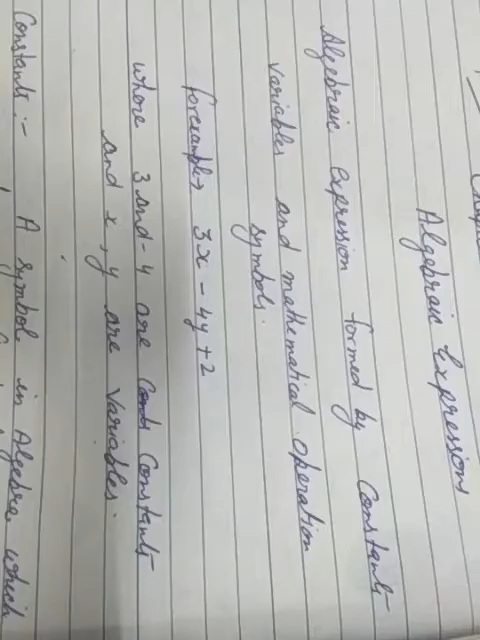 Algebraic Expressions
Algebraic Expression formed by Constants
variables and mathematical operation
symbols.
for example → 3x - 4y + 2
where 3 and - 4 are Constants
and x, y are variables.
Constants :- A symbol in Algebra which